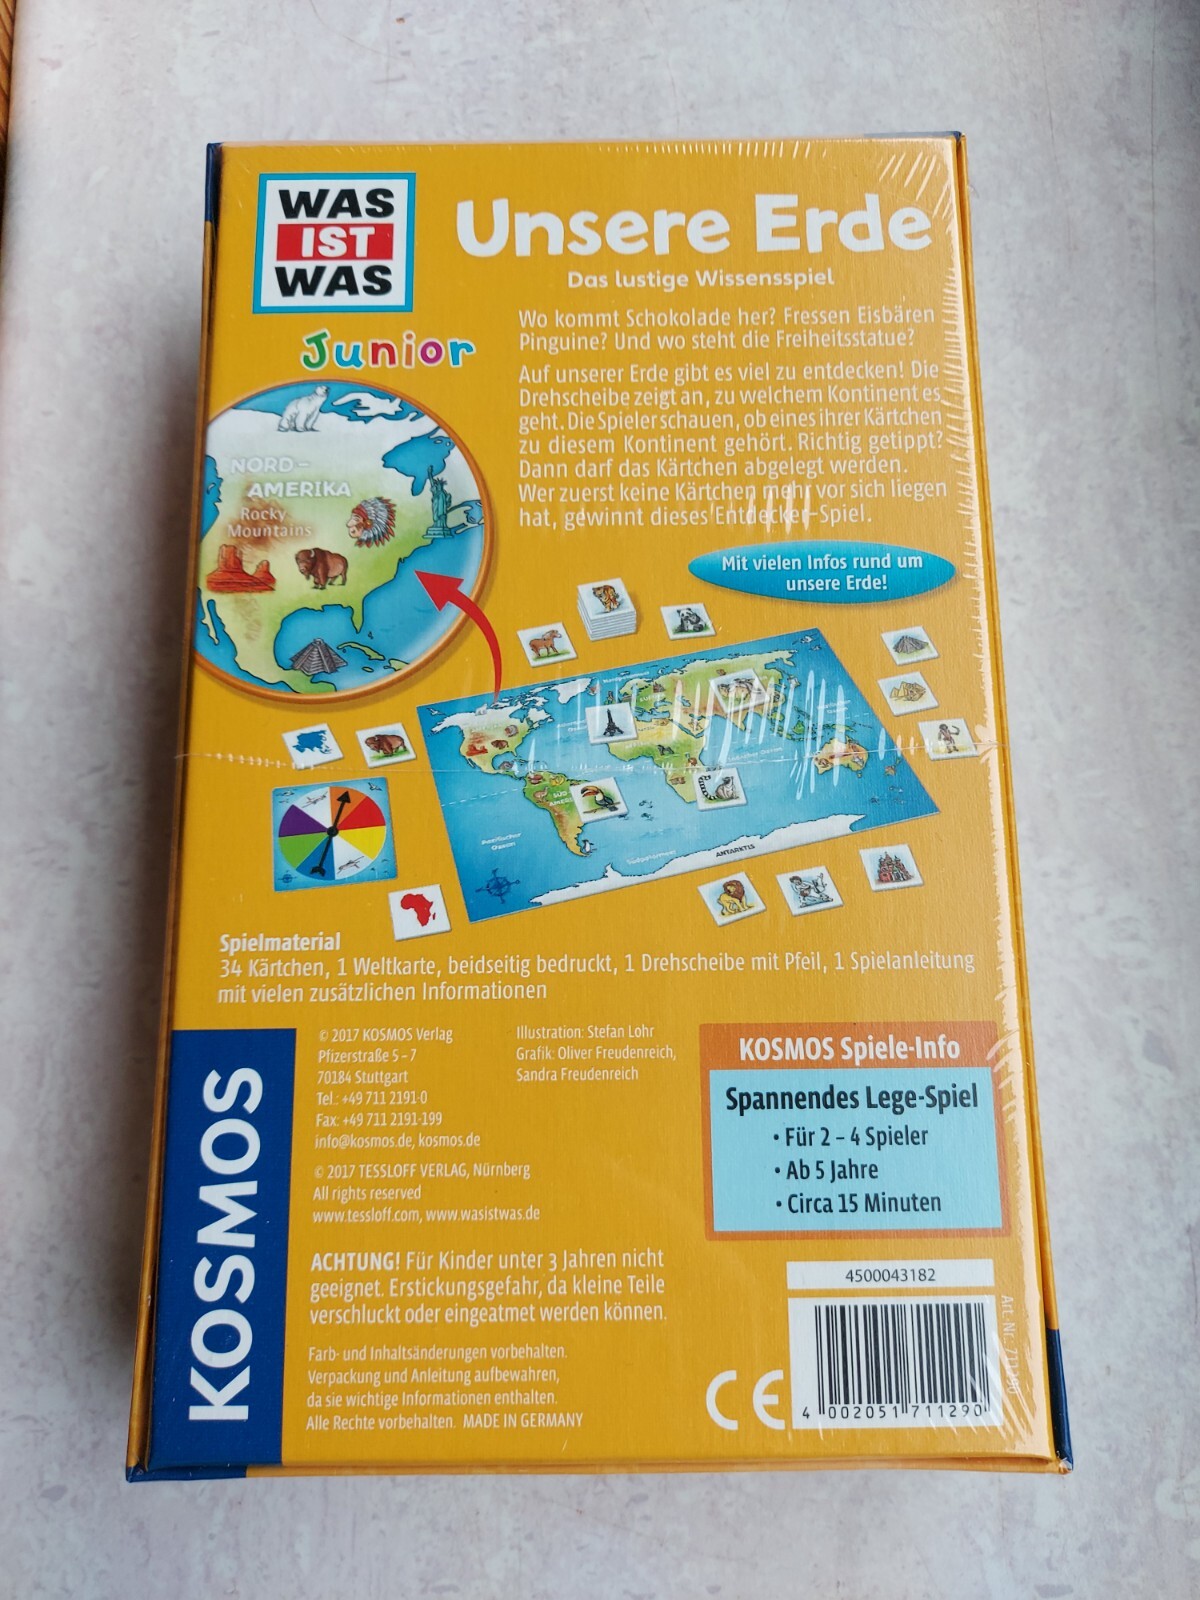 WAS
IST
WAS
Junior
Unsere Erde
Das lustige Wissensspiel
Wo kommt Schokolade her? Fressen Eisbären
Pinguine? Und wo steht die Freiheitsstatue?
Auf unserer Erde gibt es viel zu entdecken! Die
Drehscheibe zeigt an, zu welchem Kontinent es
geht. Die Spieler schauen, ob eines ihrer Kärtchen
zu diesem Kontinent gehört. Richtig getippt?
Dann darf das Kärtchen abgelegt werden.
Wer zuerst keine Kärtchen mehr vor sich liegen
hat, gewinnt dieses Entdecker-Spiel.
NORD-
AMERIKA
Rocky
Mountains
Mit vielen Infos rund um
unsere Erde!
SÜD
Pazifischer
Ozean
ANTARKTIS
Spielmaterial
34 Kärtchen, 1 Weltkarte, beidseitig bedruckt, 1 Drehscheibe mit Pfeil, 1 Spielanleitung
mit vielen zusätzlichen Informationen
KOSMOS
© 2017 KOSMOS Verlag
Pfizerstraße 5 – 7
70184 Stuttgart
Tel.: +49 711 2191-0
Fax: +49 711 2191-199
info@kosmos.de, kosmos.de
© 2017 TESSLOFF VERLAG, Nürnberg
All rights reserved
www.tessloff.com, www.wasistwas.de
Illustration: Stefan Lohr
Grafik: Oliver Freudenreich,
Sandra Freudenreich
KOSMOS Spiele-Info
Spannendes Lege-Spiel
• Für 2 – 4 Spieler
• Ab 5 Jahre
• Circa 15 Minuten
ACHTUNG! Für Kinder unter 3 Jahren nicht
geeignet. Erstickungsgefahr, da kleine Teile
verschluckt oder eingeatmet werden können.
Farb- und Inhaltsänderungen vorbehalten.
Verpackung und Anleitung aufbewahren,
da sie wichtige Informationen enthalten.
Alle Rechte vorbehalten. MADE IN GERMANY
CE
4500043182
4 002051 711290
Art.-Nr.: 711290